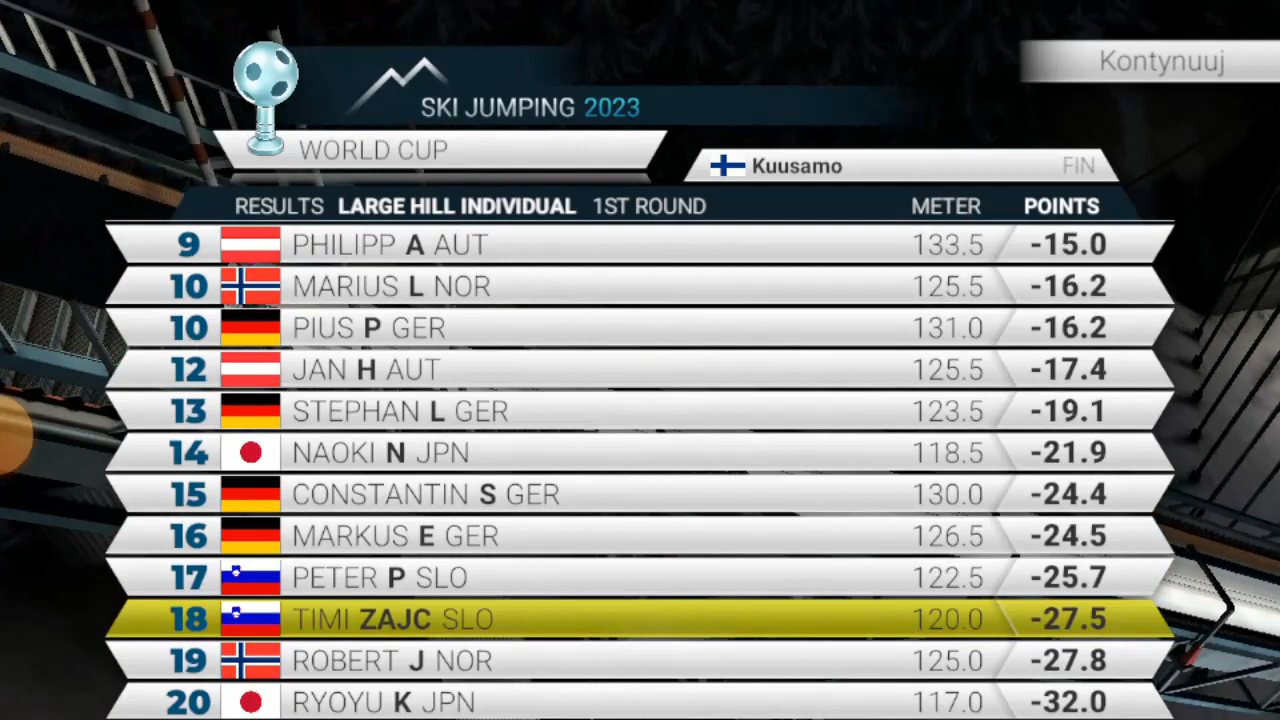 Kontynuuj
SKI JUMPING 2023
WORLD CUP
Kuusamo FIN
RESULTS LARGE HILL INDIVIDUAL 1ST ROUND METER POINTS
9 PHILIPP A AUT 133.5 -15.0
10 MARIUS L NOR 125.5 -16.2
10 PIUS P GER 131.0 -16.2
12 JAN H AUT 125.5 -17.4
13 STEPHAN L GER 123.5 -19.1
14 NAOKI N JPN 118.5 -21.9
15 CONSTANTIN S GER 130.0 -24.4
16 MARKUS E GER 126.5 -24.5
17 PETER P SLO 122.5 -25.7
18 TIMI ZAJC SLO 120.0 -27.5
19 ROBERT J NOR 125.0 -27.8
20 RYOYU K JPN 117.0 -32.0